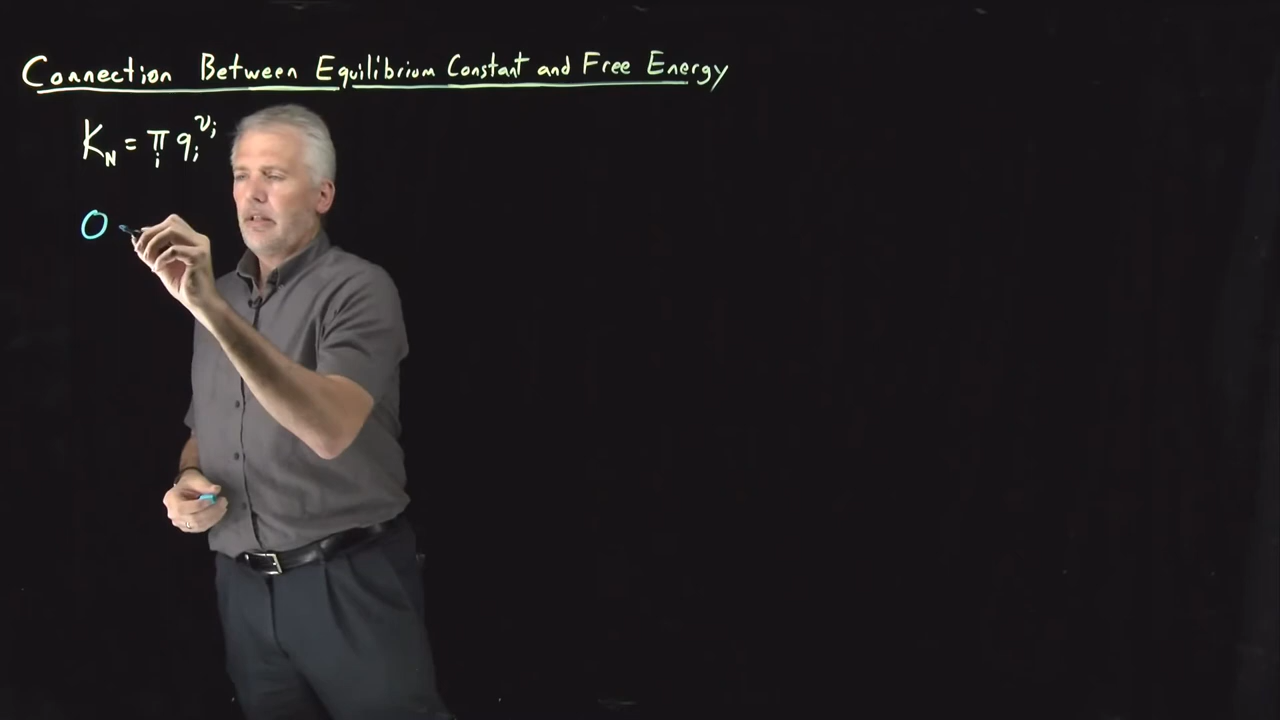 Connection Between Equilibrium Constant and Free Energy
K_N = π_i q_i^{ν_i}
0